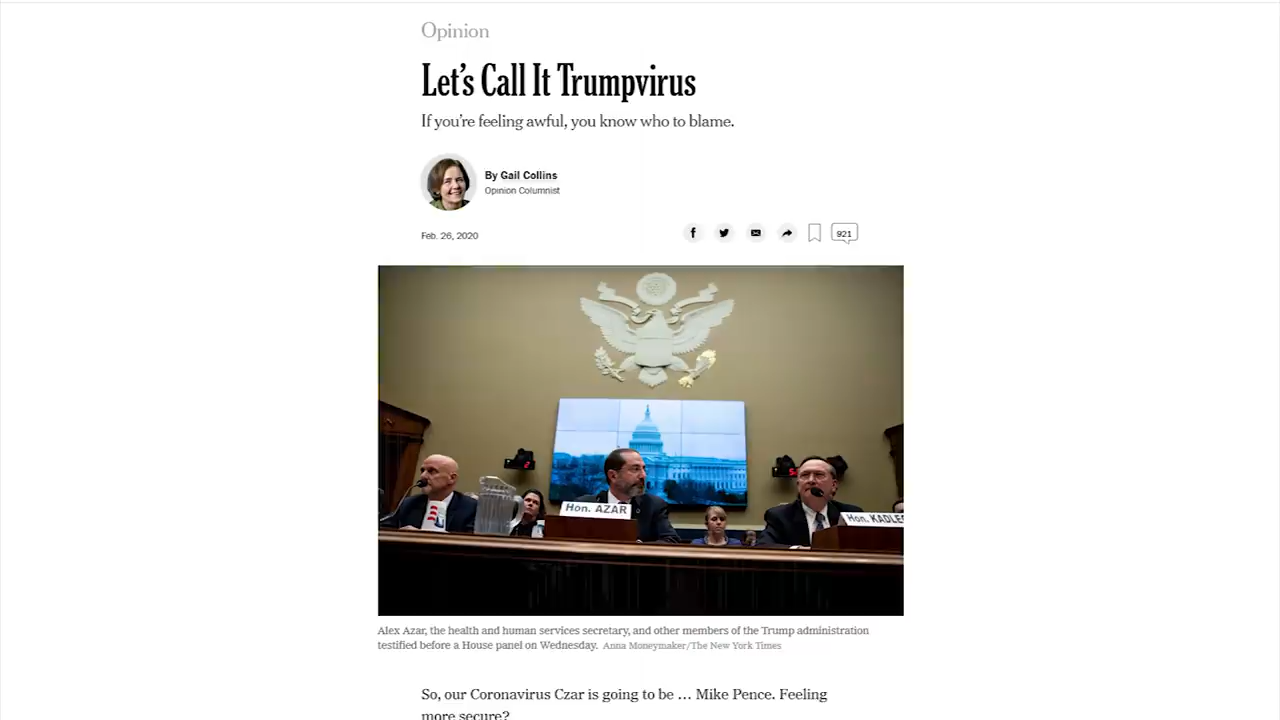 Opinion
Let's Call It Trumpvirus
If you're feeling awful, you know who to blame.
By Gail Collins
Opinion Columnist
Feb. 26, 2020
921
Hon. AZAR
Hon. KADLEC
Alex Azar, the health and human services secretary, and other members of the Trump administration
testified before a House panel on Wednesday. Anna Moneymaker/The New York Times
So, our Coronavirus Czar is going to be … Mike Pence. Feeling
more secure?